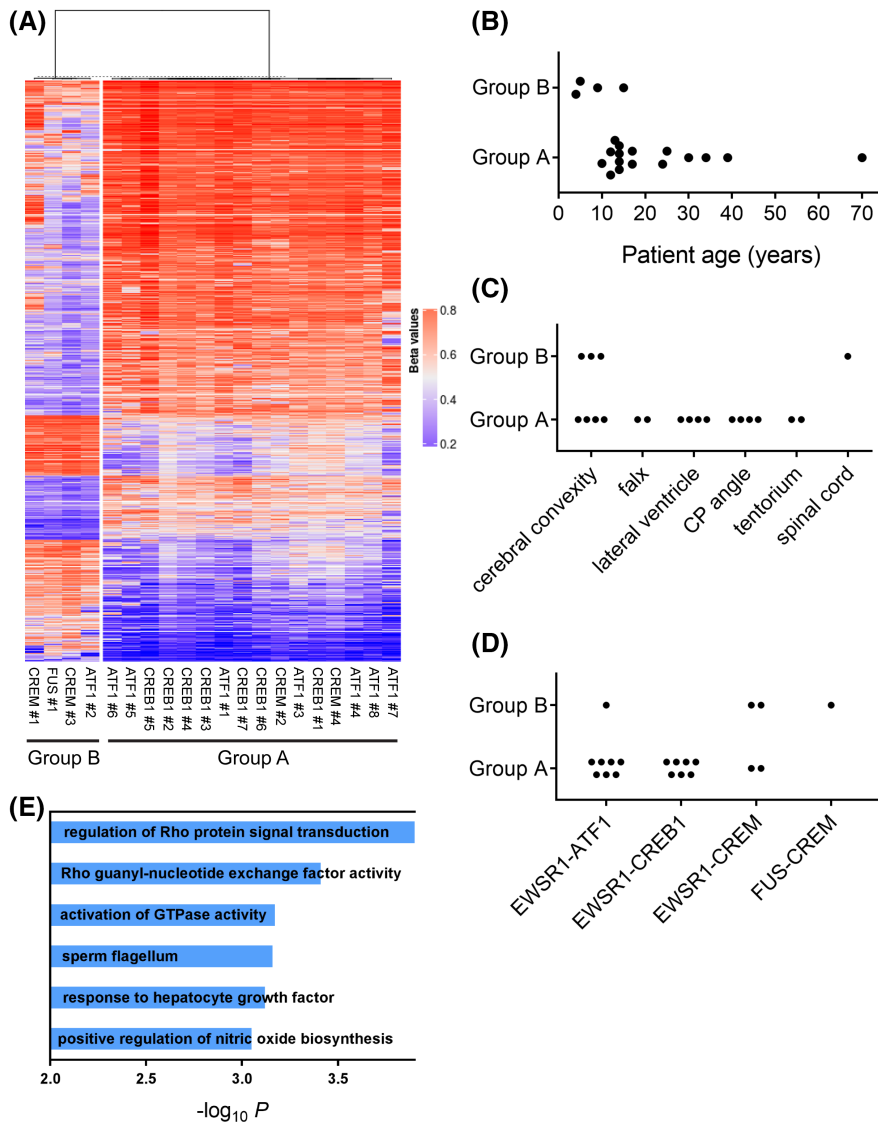 (A)
0.8
0.6
0.4
0.2
Beta values
CREM #1
FUS #1
CREM #3
ATF1 #2
ATF1 #6
ATF1 #5
CREB1 #5
CREB1 #2
CREB1 #4
CREB1 #3
ATF1 #1
CREB1 #7
CREB1 #6
CREM #2
ATF1 #3
CREB1 #1
CREM #4
ATF1 #4
ATF1 #8
ATF1 #7
Group B
Group A
(B)
Group B
Group A
0 10 20 30 40 50 60 70
Patient age (years)
(C)
Group B
Group A
cerebral convexity
falx
lateral ventricle
CP angle
tentorium
spinal cord
(D)
Group B
Group A
EWSR1-ATF1
EWSR1-CREB1
EWSR1-CREM
FUS-CREM
(E)
regulation of Rho protein signal transduction
Rho guanyl-nucleotide exchange factor activity
activation of GTPase activity
sperm flagellum
response to hepatocyte growth factor
positive regulation of nitric oxide biosynthesis
2.0 2.5 3.0 3.5
-log10 P